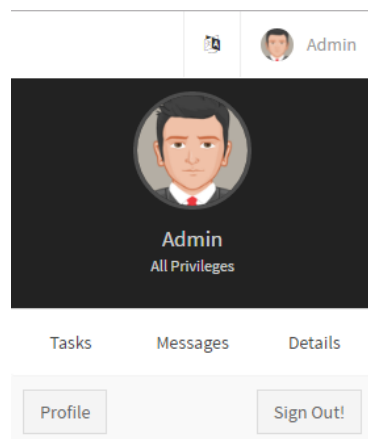 Admin
Admin
All Privileges
Tasks Messages Details
Profile Sign Out!